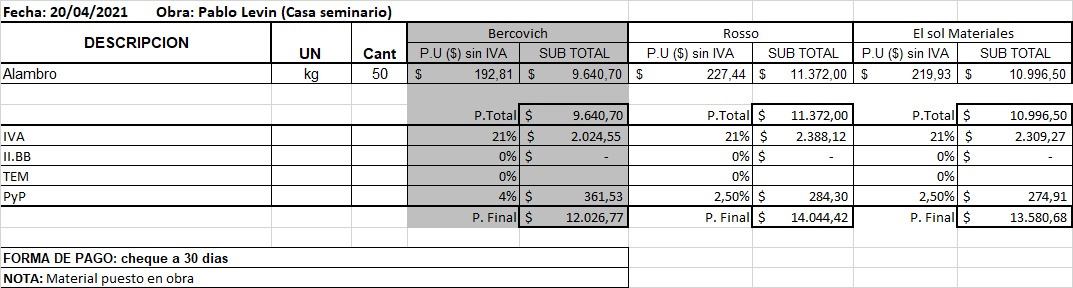 Fecha: 20/04/2021 Obra: Pablo Levin (Casa seminario)
DESCRIPCION UN Cant Bercovich Rosso El sol Materiales
P.U ($) sin IVA SUB TOTAL P.U ($) sin IVA SUB TOTAL P.U ($) sin IVA SUB TOTAL
Alambro kg 50 $ 192,81 $ 9.640,70 $ 227,44 $ 11.372,00 $ 219,93 $ 10.996,50
P.Total $ 9.640,70 P.Total $ 11.372,00 P.Total $ 10.996,50
IVA 21% $ 2.024,55 21% $ 2.388,12 21% $ 2.309,27
II.BB 0% $ - 0% $ - 0% $ -
TEM 0% 0% 0%
PyP 4% $ 361,53 2,50% $ 284,30 2,50% $ 274,91
P. Final $ 12.026,77 P. Final $ 14.044,42 P. Final $ 13.580,68
FORMA DE PAGO: cheque a 30 dias
NOTA: Material puesto en obra